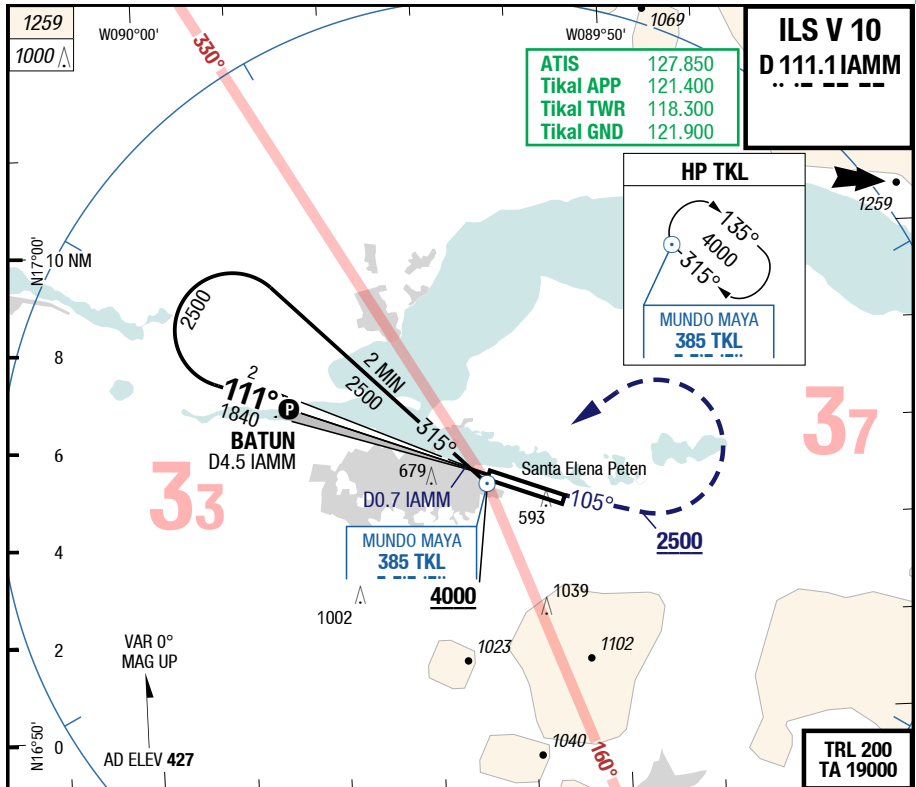 1259
1000
W090°00'
W089°50'
1069
ILS V 10
D 111.1 IAMM
ATIS 127.850
Tikal APP 121.400
Tikal TWR 118.300
Tikal GND 121.900
330°
HP TKL
135°
4000
315°
MUNDO MAYA
385 TKL
1259
N17°00'
10 NM
2500
8
2 MIN
2500
315°
2
111°
1840
P
BATUN
D4.5 IAMM
37
6
33
679
D0.7 IAMM
Santa Elena Peten
593
105°
2500
MUNDO MAYA
385 TKL
4
4000
1002
1039
VAR 0°
MAG UP
2
1023
1102
N16°50'
0
AD ELEV 427
1040
160°
TRL 200
TA 19000